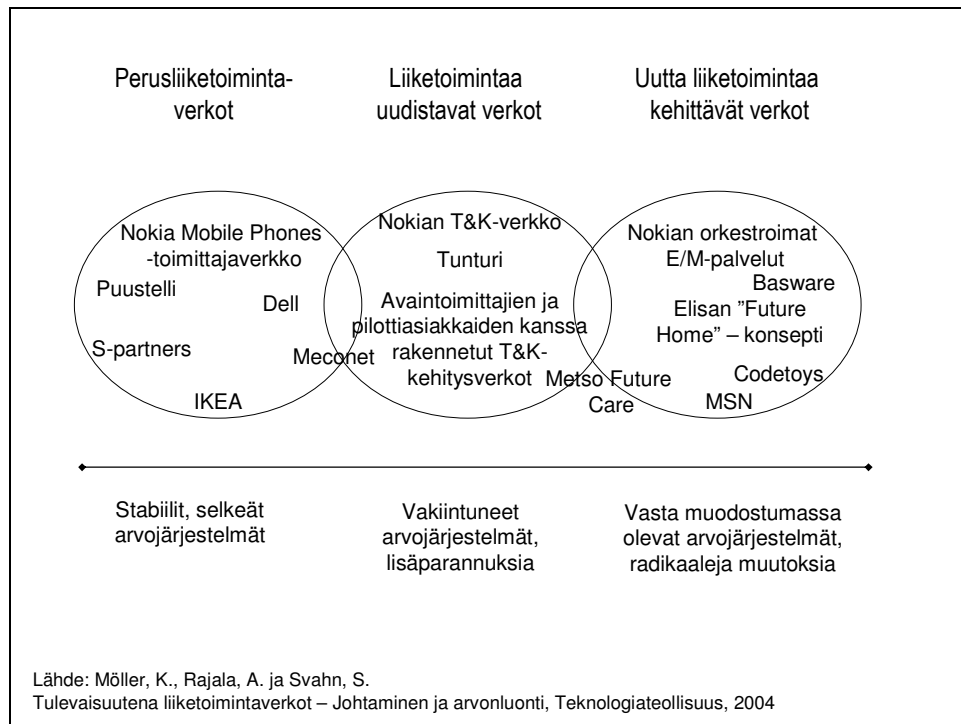 Perusliiketoiminta-
verkot
Liiketoimintaa
uudistavat verkot
Uutta liiketoimintaa
kehittävät verkot
Nokia Mobile Phones
-toimittajaverkko
Puustelli
Dell
S-partners
Meconet
IKEA
Nokian T&K-verkko
Tunturi
Avaintoimittajien ja
pilottiasiakkaiden kanssa
rakennetut T&K-
kehitysverkot
Metso Future
Care
Nokian orkestroimat
E/M-palvelut
Basware
Elisan ”Future
Home” – konsepti
Codetoys
MSN
Stabiilit, selkeät
arvojärjestelmät
Vakiintuneet
arvojärjestelmät,
lisäparannuksia
Vasta muodostumassa
olevat arvojärjestelmät,
radikaaleja muutoksia
Lähde: Möller, K., Rajala, A. ja Svahn, S.
Tulevaisuutena liiketoimintaverkot – Johtaminen ja arvonluonti, Teknologiateollisuus, 2004